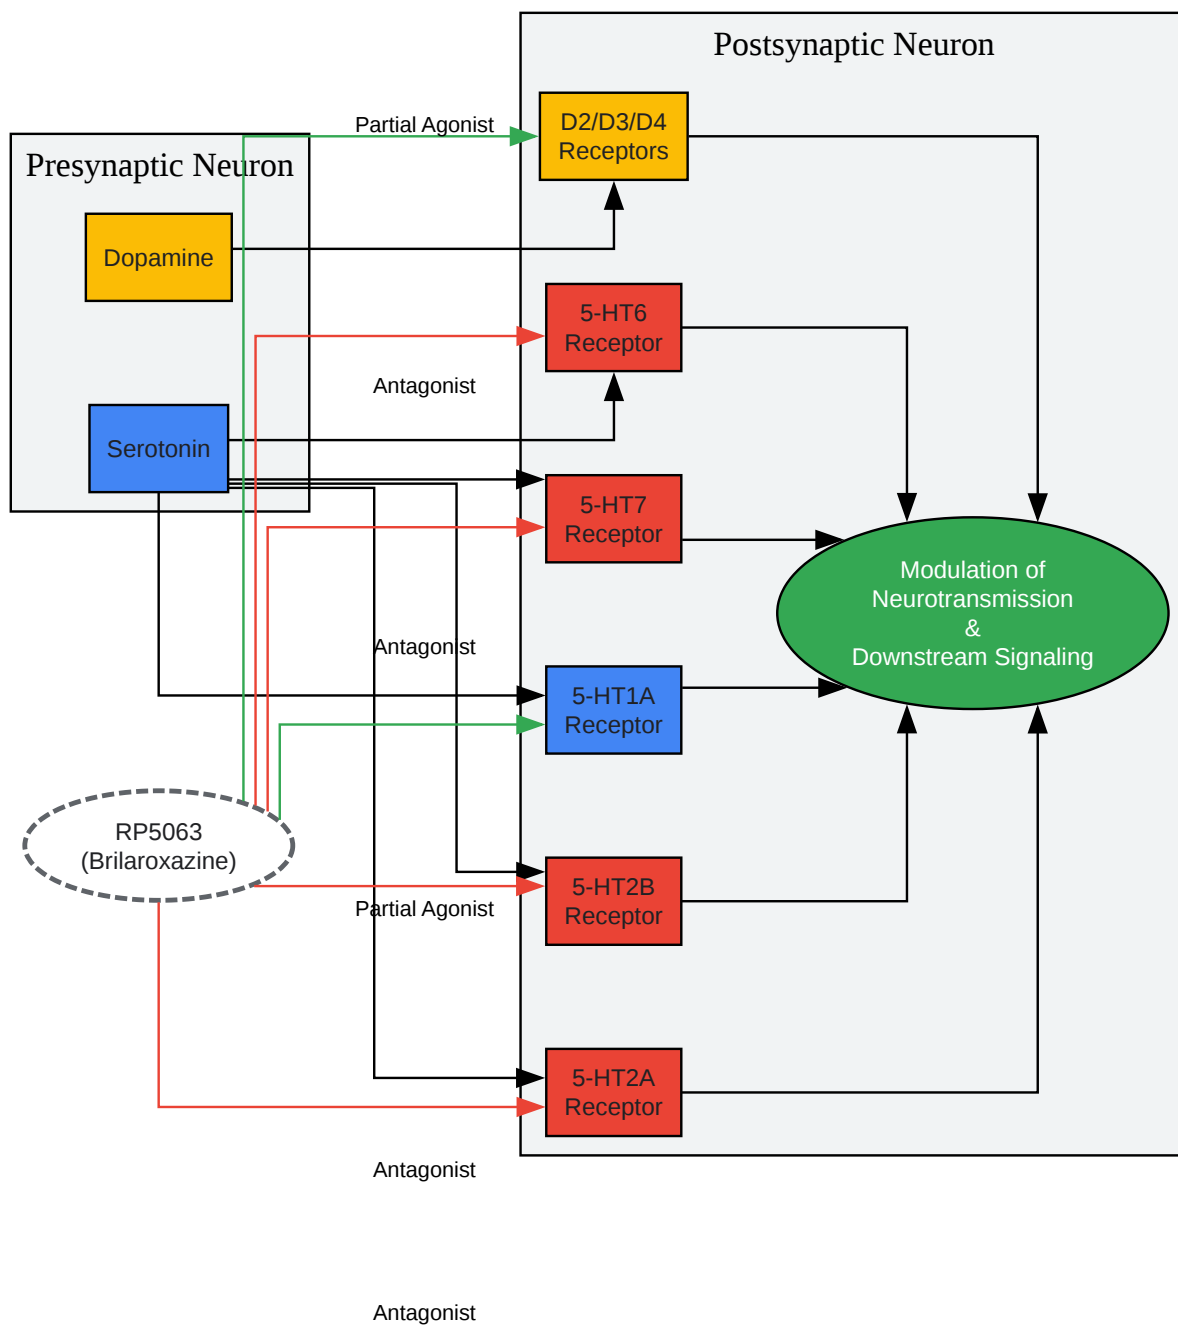 Postsynaptic Neuron
Partial Agonist
D2/D3/D4
Receptors
Presynaptic Neuron
Dopamine
5-HT6
Receptor
Antagonist
Serotonin
5-HT7
Receptor
Modulation of
Neurotransmission
&
Downstream Signaling
Antagonist
5-HT1A
Receptor
RP5063
(Brilaroxazine)
5-HT2B
Receptor
Partial Agonist
5-HT2A
Receptor
Antagonist
Antagonist